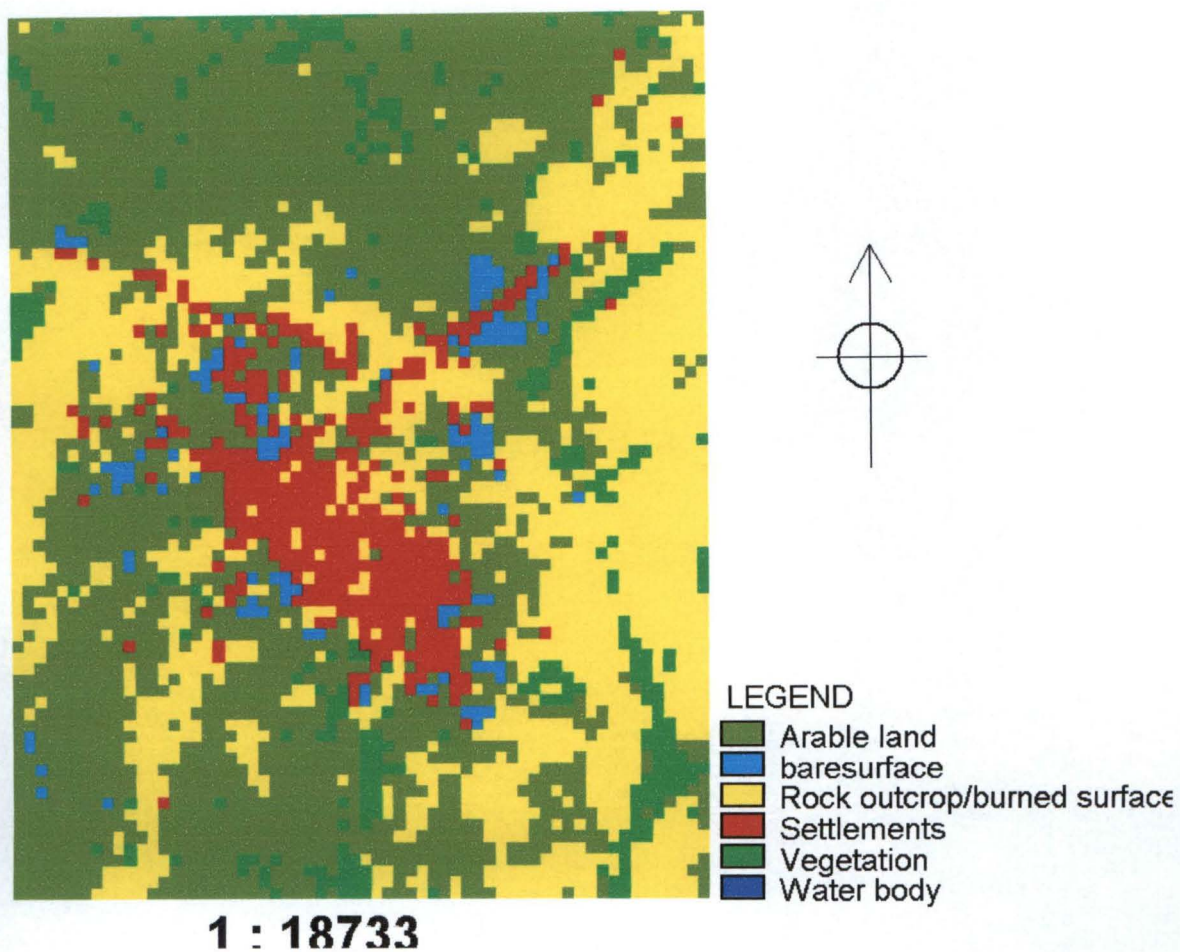 LEGEND
Arable land
baresurface
Rock outcrop/burned surface
Settlements
Vegetation
Water body
1 : 18733